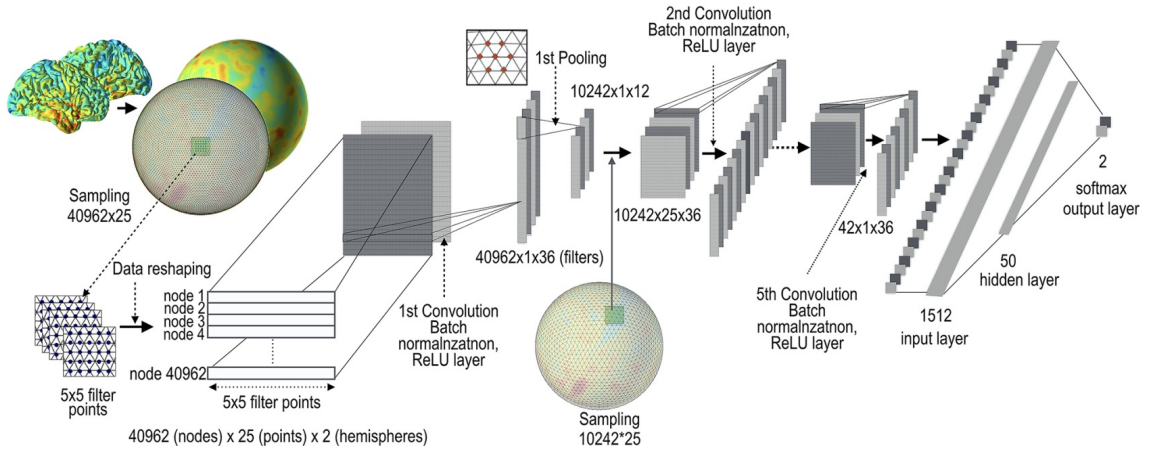 Sampling
40962x25
Data reshaping
5x5 filter
points
node 1
node 2
node 3
node 4
node 40962
5x5 filter points
40962 (nodes) x 25 (points) x 2 (hemispheres)
1st Convolution
Batch
normalnzatnon,
ReLU layer
1st Pooling
40962x1x36 (filters)
10242x1x12
Sampling
10242*25
10242x25x36
2nd Convolution
Batch normalnzatnon,
ReLU layer
5th Convolution
Batch
normalnzatnon,
ReLU layer
42x1x36
1512
input layer
50
hidden layer
2
softmax
output layer